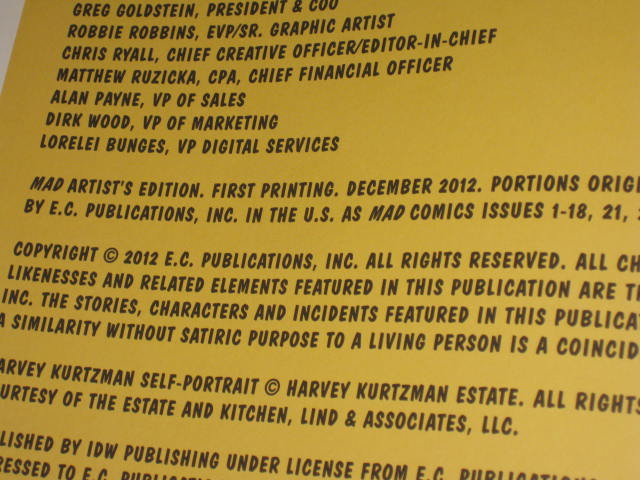 GREG GOLDSTEIN, PRESIDENT & COO
ROBBIE ROBBINS, EVP/SR. GRAPHIC ARTIST
CHRIS RYALL, CHIEF CREATIVE OFFICER/EDITOR-IN-CHIEF
MATTHEW RUZICKA, CPA, CHIEF FINANCIAL OFFICER
ALAN PAYNE, VP OF SALES
DIRK WOOD, VP OF MARKETING
LORELEI BUNGES, VP DIGITAL SERVICES
MAD ARTIST'S EDITION. FIRST PRINTING. DECEMBER 2012. PORTIONS ORIGI
BY E.C. PUBLICATIONS, INC. IN THE U.S. AS MAD COMICS ISSUES 1-18, 21, 2
COPYRIGHT © 2012 E.C. PUBLICATIONS, INC. ALL RIGHTS RESERVED. ALL CH
LIKENESSES AND RELATED ELEMENTS FEATURED IN THIS PUBLICATION ARE T
INC. THE STORIES, CHARACTERS AND INCIDENTS FEATURED IN THIS PUBLICAT
A SIMILARITY WITHOUT SATIRIC PURPOSE TO A LIVING PERSON IS A COINCID
ARVEY KURTZMAN SELF-PORTRAIT © HARVEY KURTZMAN ESTATE. ALL RIGHTS
URTESY OF THE ESTATE AND KITCHEN, LIND & ASSOCIATES, LLC.
LISHED BY IDW PUBLISHING UNDER LICENSE FROM E.C. PUBLICATIONS
RESSED TO E.C. PUBLICATI